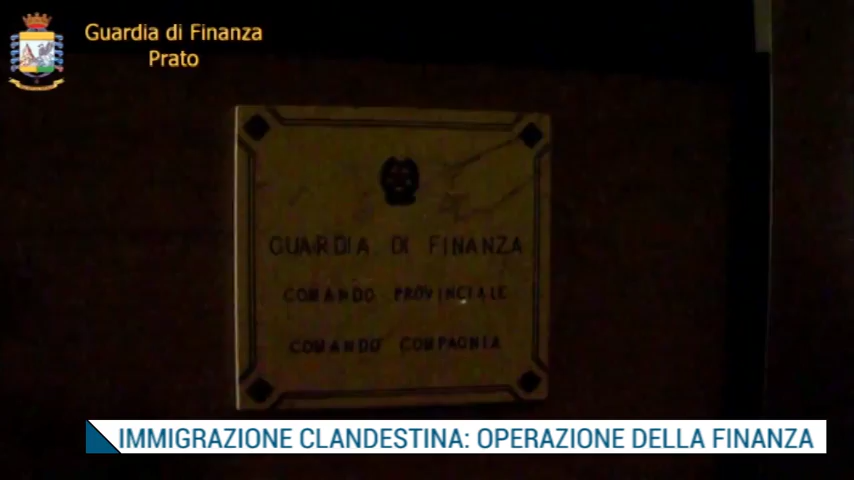 Guardia di Finanza
Prato
GUARDIA DI FINANZA
COMANDO PROVINCIALE
COMANDO COMPAGNIA
IMMIGRAZIONE CLANDESTINA: OPERAZIONE DELLA FINANZA